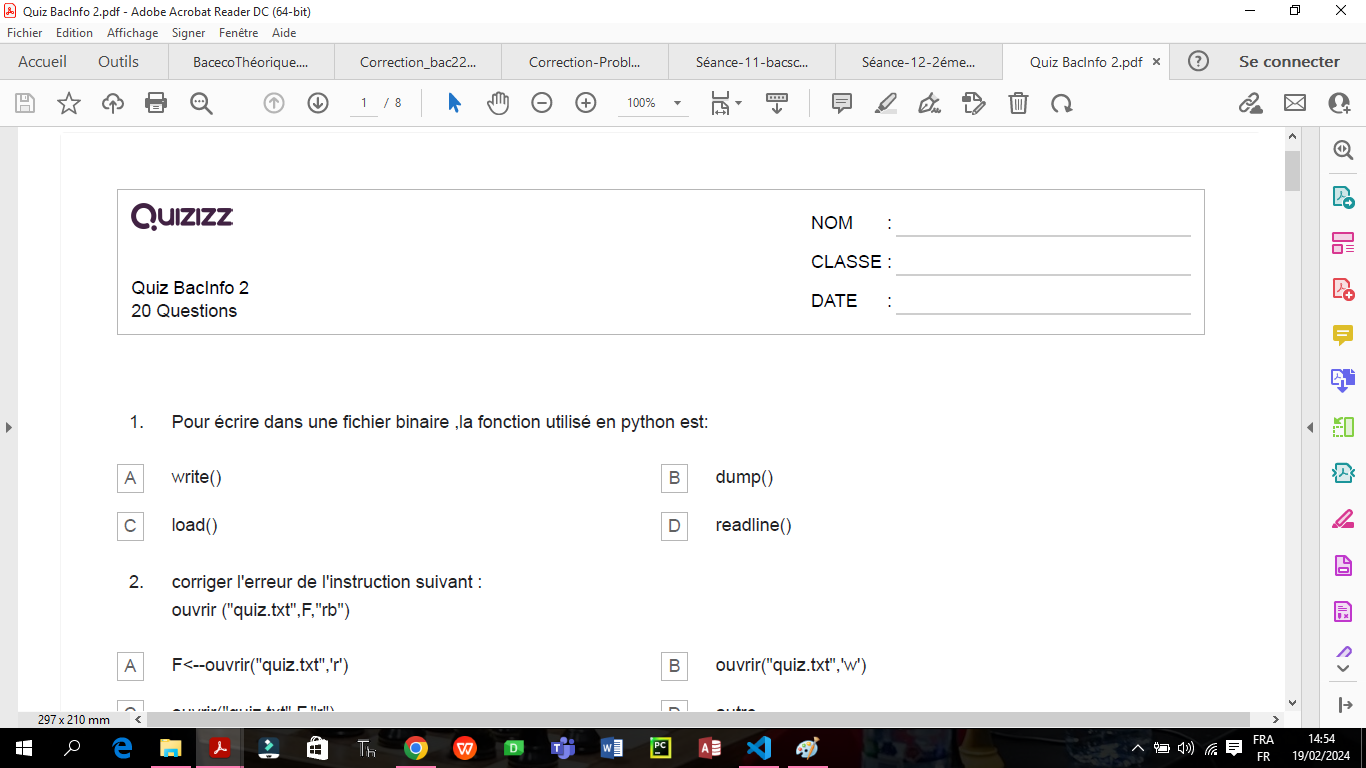 Quiz BacInfo 2.pdf - Adobe Acrobat Reader DC (64-bit)
Fichier Edition Affichage Signer Fenêtre Aide
Accueil Outils BacecoThéorique.... Correction_bac22... Correction-Probl... Séance-11-bacsc... Séance-12-2éme... Quiz BacInfo 2.pdf × ? Se connecter
1 / 8 100%
Quizizz
NOM :
CLASSE :
DATE :
Quiz BacInfo 2
20 Questions
1. Pour écrire dans une fichier binaire ,la fonction utilisé en python est:
A write() B dump()
C load() D readline()
2. corriger l'erreur de l'instruction suivant :
ouvrir ("quiz.txt",F,"rb")
A F<--ouvrir("quiz.txt",'r') B ouvrir("quiz.txt",'w')
C ouvrir("quiz.txt",F,"r") D autre
297 x 210 mm
FRA 14:54
FR 19/02/2024